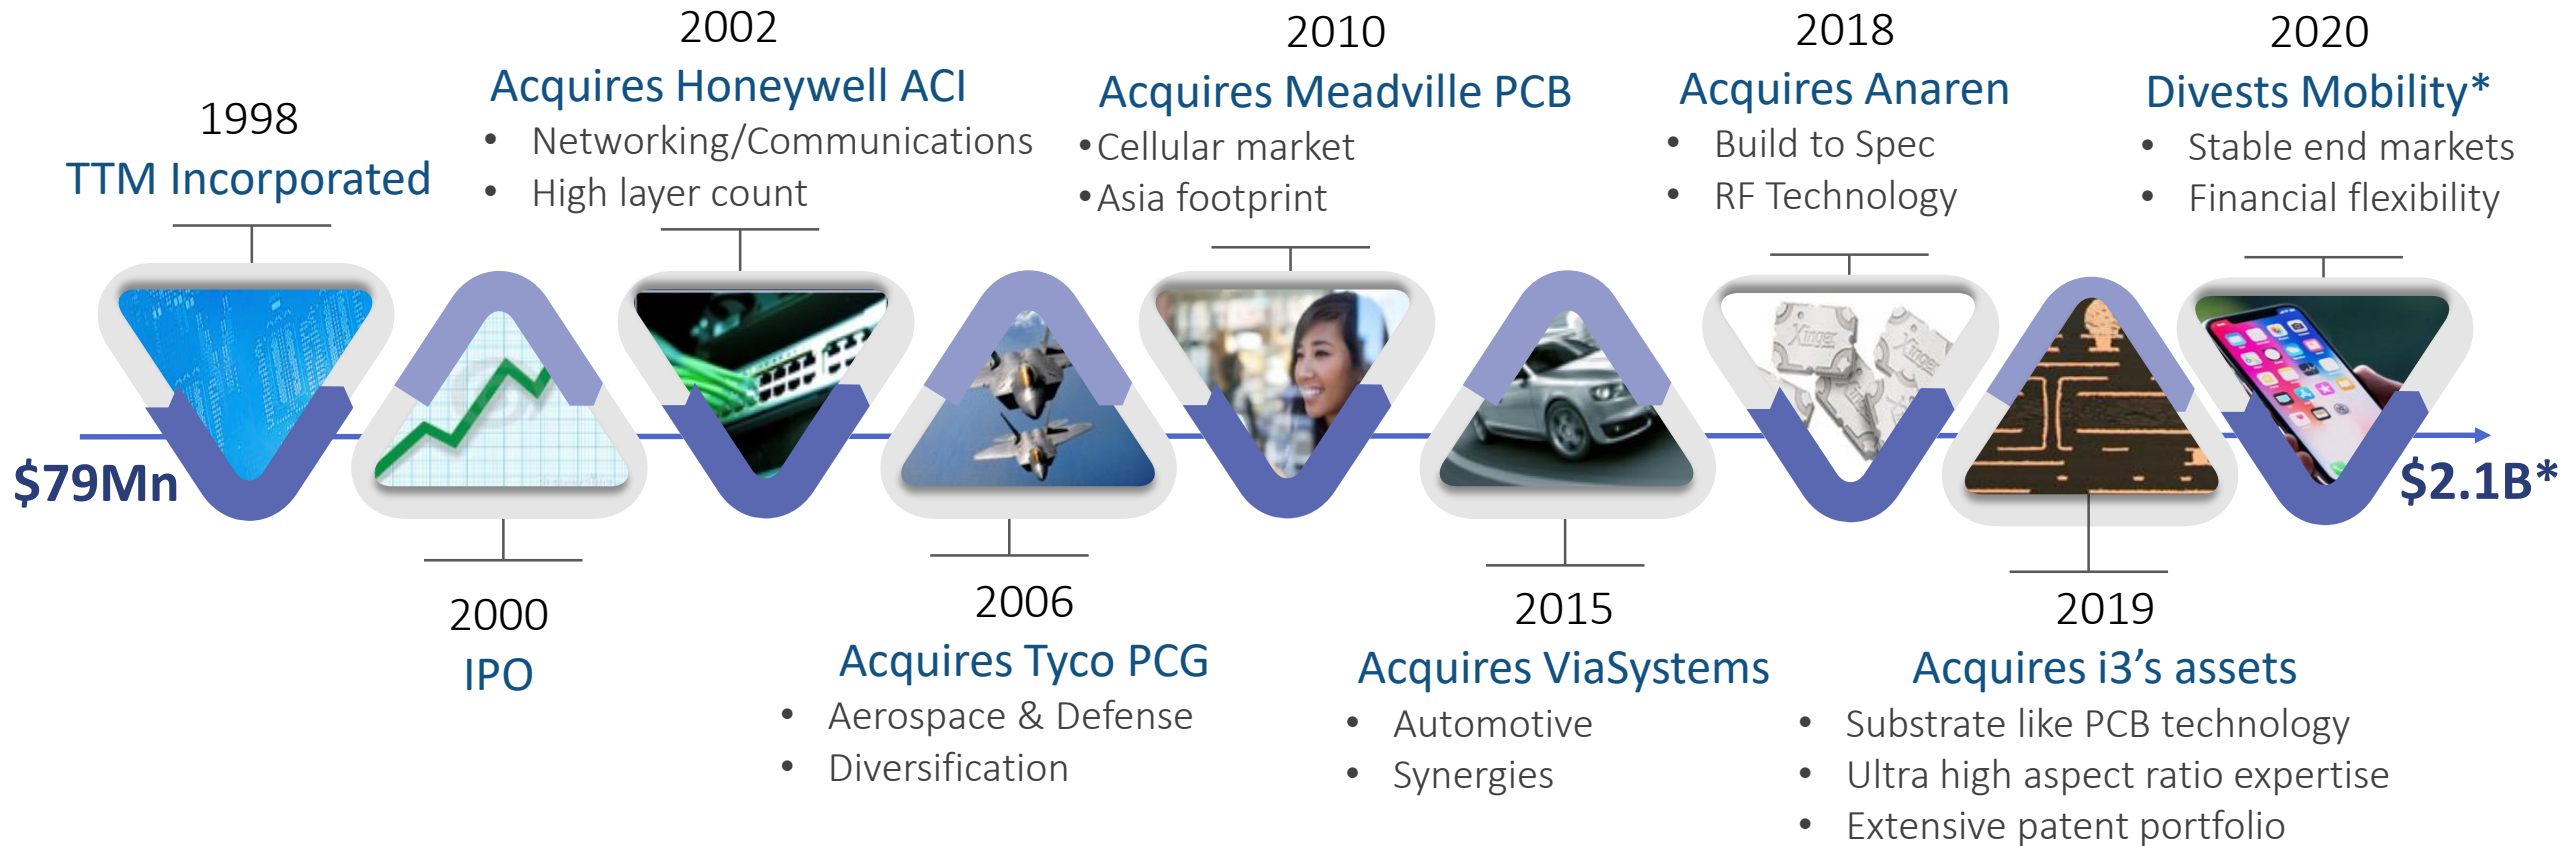 1998
TTM Incorporated
2002
Acquires Honeywell ACI
• Networking/Communications
• High layer count
2010
Acquires Meadville PCB
•Cellular market
•Asia footprint
2018
Acquires Anaren
• Build to Spec
• RF Technology
2020
Divests Mobility*
• Stable end markets
• Financial flexibility
Xinger
Xinger
$79Mn
$2.1B*
2000
IPO
2006
Acquires Tyco PCG
• Aerospace & Defense
• Diversification
2015
Acquires ViaSystems
• Automotive
• Synergies
2019
Acquires i3’s assets
• Substrate like PCB technology
• Ultra high aspect ratio expertise
• Extensive patent portfolio